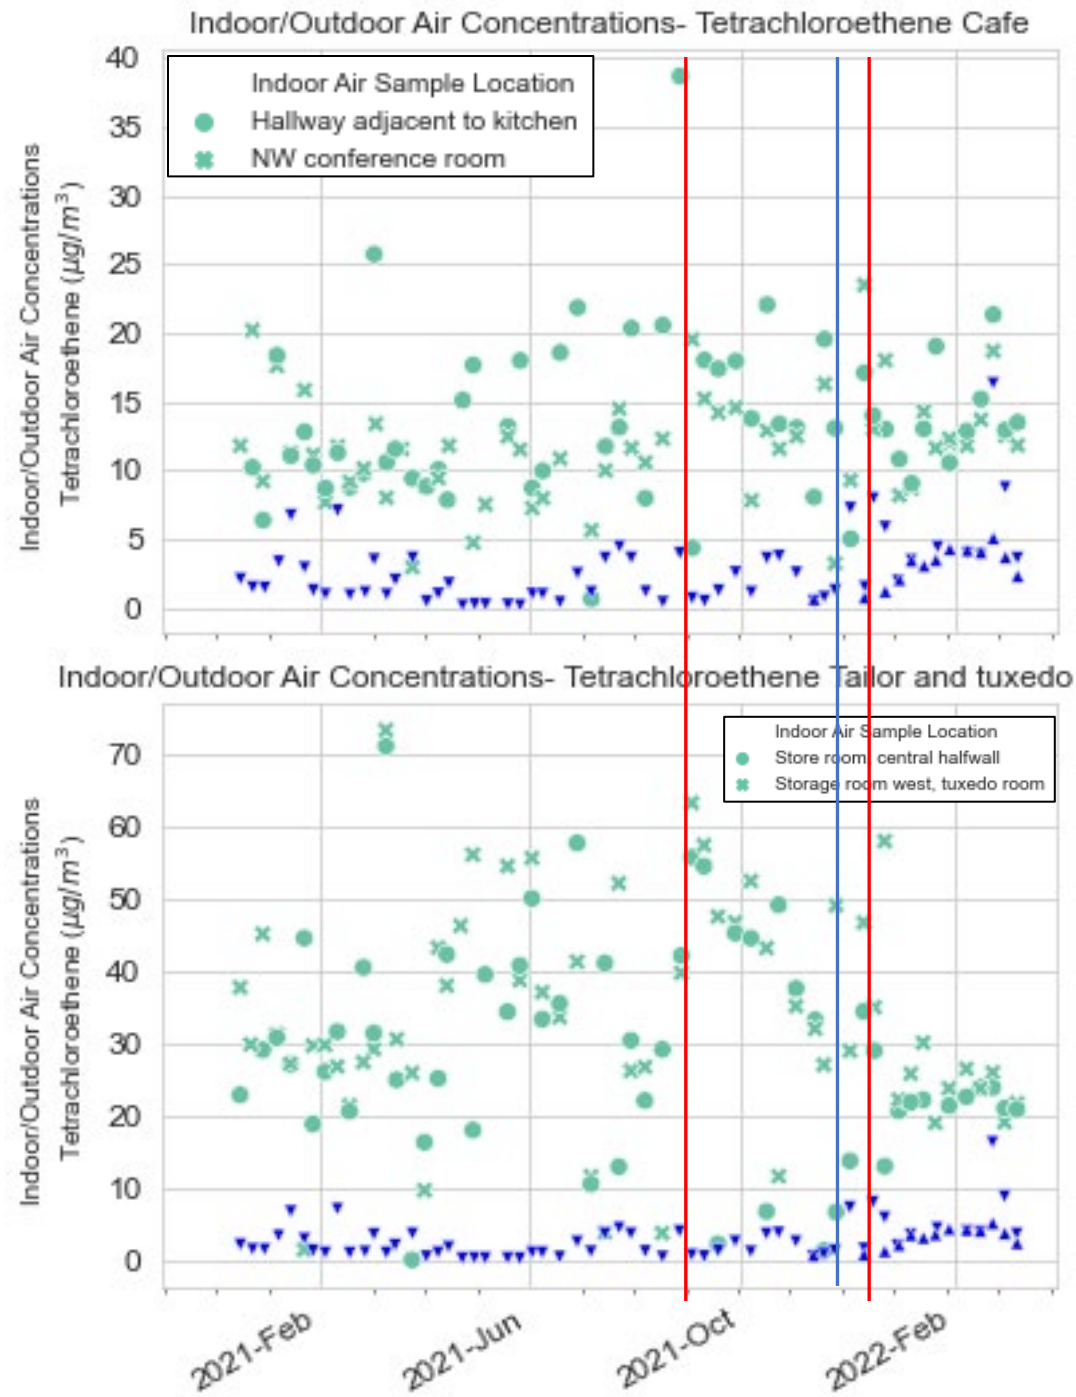 Indoor/Outdoor Air Concentrations- Tetrachloroethene Cafe
Indoor/Outdoor Air Concentrations
Tetrachloroethene (μg/m³)
40
35
30
25
20
15
10
5
0
Indoor Air Sample Location
Hallway adjacent to kitchen
NW conference room
Indoor/Outdoor Air Concentrations- Tetrachloroethene Tailor and tuxedo
Indoor/Outdoor Air Concentrations
Tetrachloroethene (μg/m³)
70
60
50
40
30
20
10
0
Indoor Air Sample Location
Store room, central halfwall
Storage room west, tuxedo room
2021-Feb
2021-Jun
2021-Oct
2022-Feb